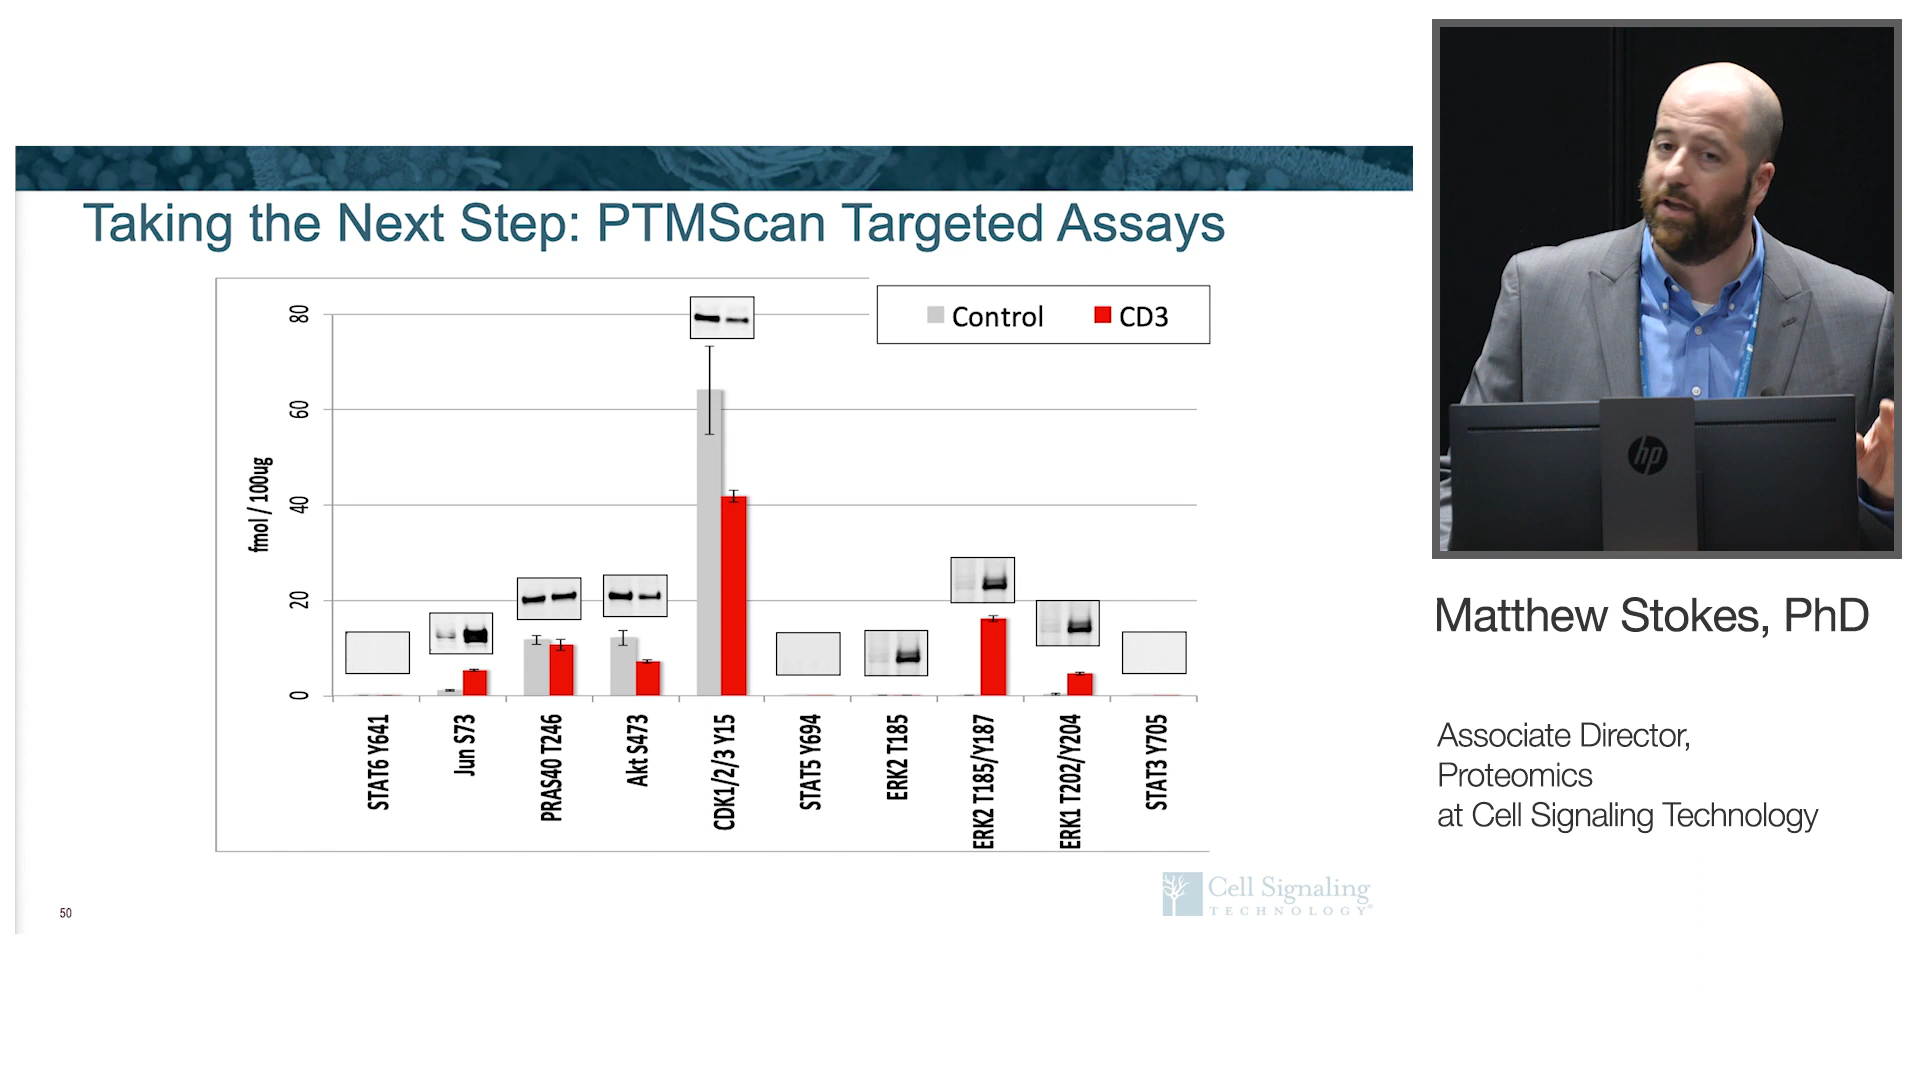 Taking the Next Step: PTMScan Targeted Assays
Control
CD3
80
60
40
20
0
fmol / 100ug
STAT6 Y641
Jun S73
PRAS40 T246
Akt S473
CDK1/2/3 Y15
STAT5 Y694
ERK2 T185
ERK2 T185/Y187
ERK1 T202/Y204
STAT3 Y705
50
Cell Signaling
TECHNOLOGY®
hp
Matthew Stokes, PhD
Associate Director,
Proteomics
at Cell Signaling Technology